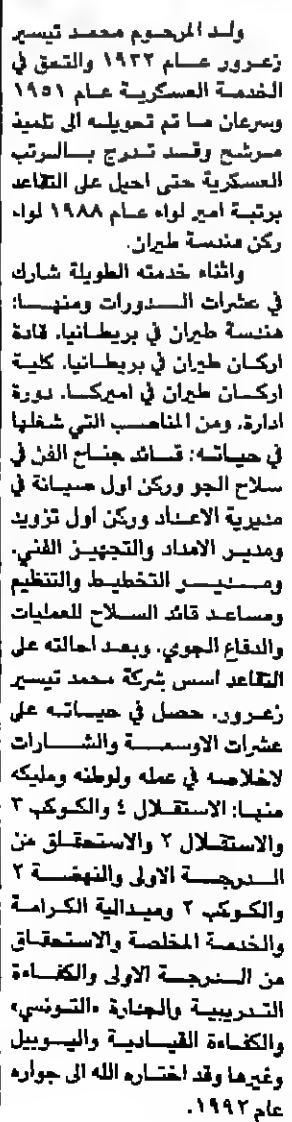 ولد المرحوم محمد تيسير
زعرور عام ١٩٣٢ والتحق في
الخدمة العسكرية عام ١٩٥١
وسرعان ما تم تحويله الى تلميذ
مرشح وقد تدرج بالرتب
العسكرية حتى احيل على التقاعد
برتبة امير لواء عام ١٩٨٨ لواء
ركن هندسة طيران.
واثناء خدمته الطويلة شارك
في عشرات الدورات ومنها:
هندسة طيران في بريطانيا، قادة
اركان طيران في بريطانيا، كلية
اركان طيران في اميركا، دورة
ادارة، ومن المناصب التي شغلها
في حياته: قائد جناح الفن في
سلاح الجو وركن اول صيانة في
مديرية الاعداد وركن اول تزويد
ومدير الامداد والتجهيز الفني،
ومدير التخطيط والتنظيم
ومساعد قائد السلاح للعمليات
والدفاع الجوي، وبعد احالته على
التقاعد اسس شركة محمد تيسير
زعرور، حصل في حياته على
عشرات الاوسمة والشارات
لاخلاصه في عمله ولوطنه ومليكه
منها: الاستقلال ٤ والكوكب ٣
والاستقلال ٢ والاستحقاق من
الدرجة الاولى والنهضة ٢
والكوكب ٢ وميدالية الكرامة
والخدمة المخلصة والاستحقاق
من الدرجة الاولى والكفاءة
التدريبية والجدارة «التونسي»
والكفاءة القيادية واليوبيل
وغيرها وقد اختاره الله الى جواره
عام ١٩٩٢.